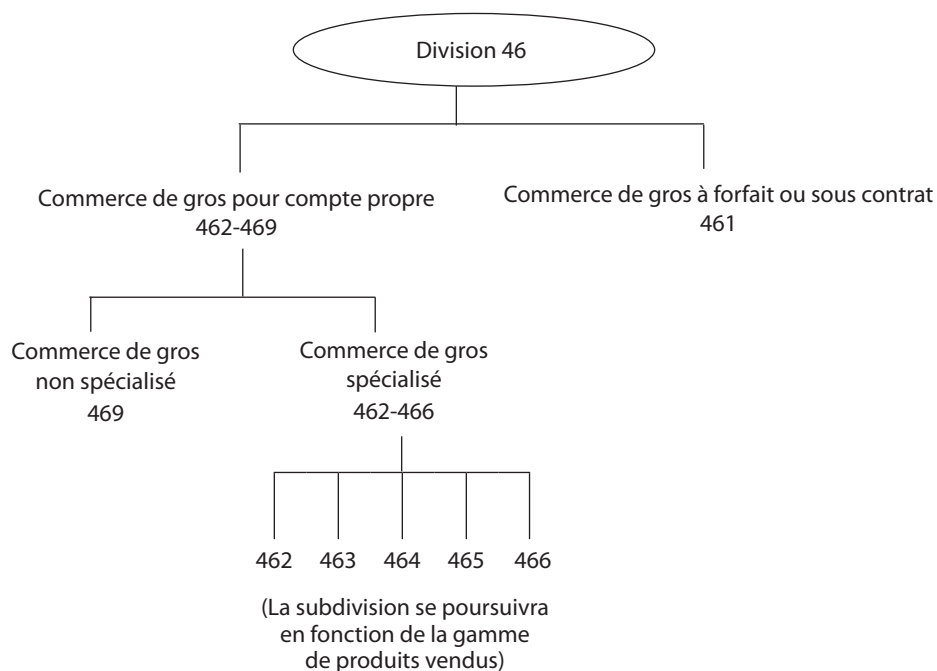 Division 46
Commerce de gros pour compte propre
462-469
Commerce de gros à forfait ou sous contrat
461
Commerce de gros
non spécialisé
469
Commerce de gros
spécialisé
462-466
462 463 464 465 466
(La subdivision se poursuivra
en fonction de la gamme
de produits vendus)